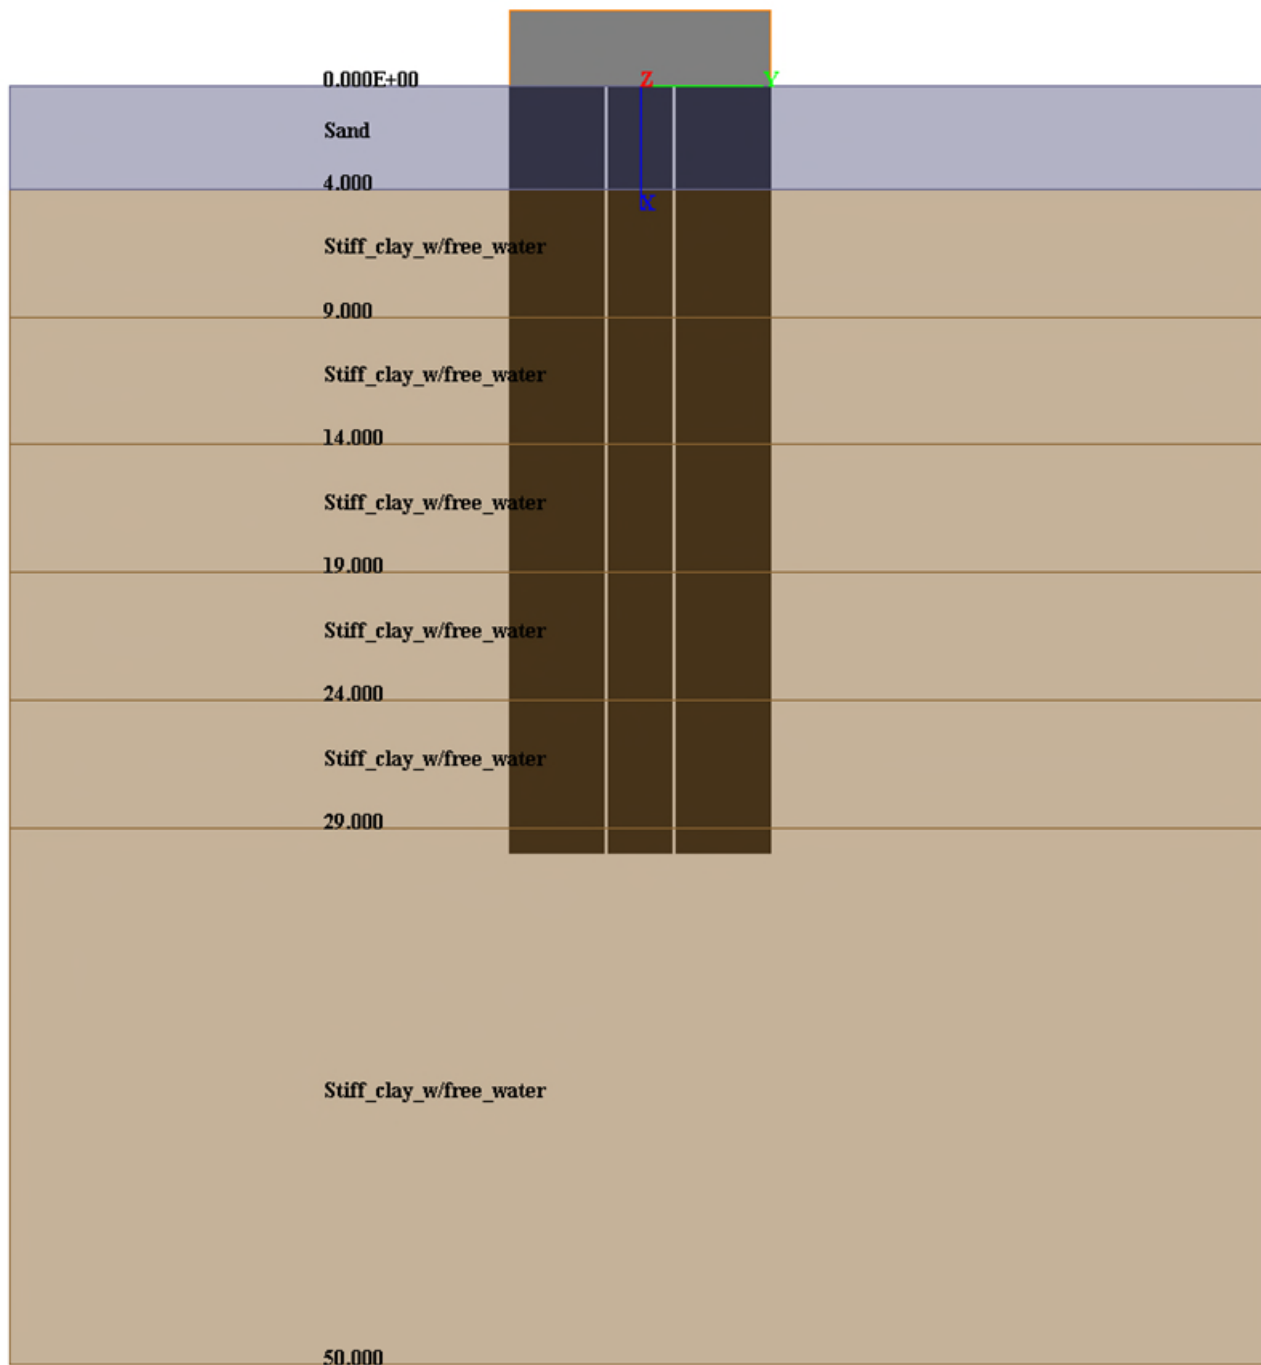 0.000E+00
Z
Y
Sand
4.000
X
Stiff_clay_w/free_water
9.000
Stiff_clay_w/free_water
14.000
Stiff_clay_w/free_water
19.000
Stiff_clay_w/free_water
24.000
Stiff_clay_w/free_water
29.000
Stiff_clay_w/free_water
50.000